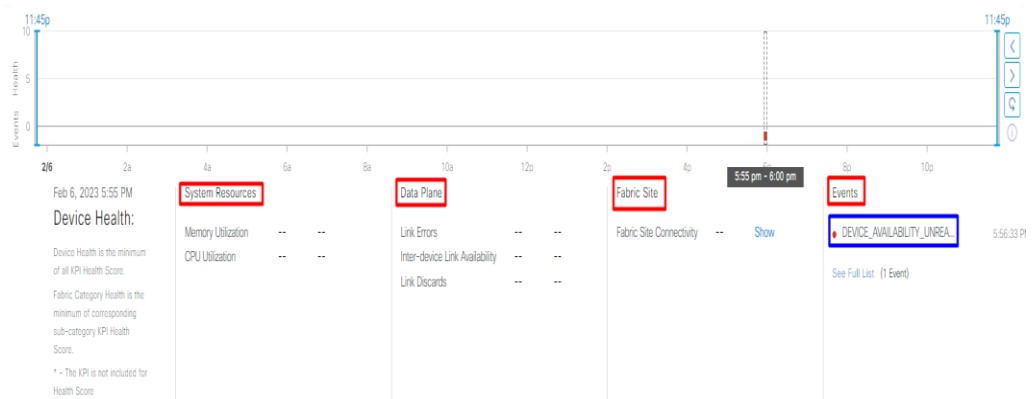 11:45p 11:45p
10
5
0
Health
Events
2/6 2a 4a 6a 8a 10a 12p 2p 4p 6p 8p 10p
5:55 pm - 6:00 pm
Feb 6, 2023 5:55 PM
Device Health:
Device Health is the minimum
of all KPI Health Score.
Fabric Category Health is the
minimum of corresponding
sub-category KPI Health
Score.
* - The KPI is not included for
Health Score
System Resources
Memory Utilization -- --
CPU Utilization -- --
Data Plane
Link Errors -- --
Inter-device Link Availability -- --
Link Discards -- --
Fabric Site
Fabric Site Connectivity -- Show
Events
DEVICE_AVAILABILITY_UNREA... 5:56:33 PM
See Full List (1 Event)